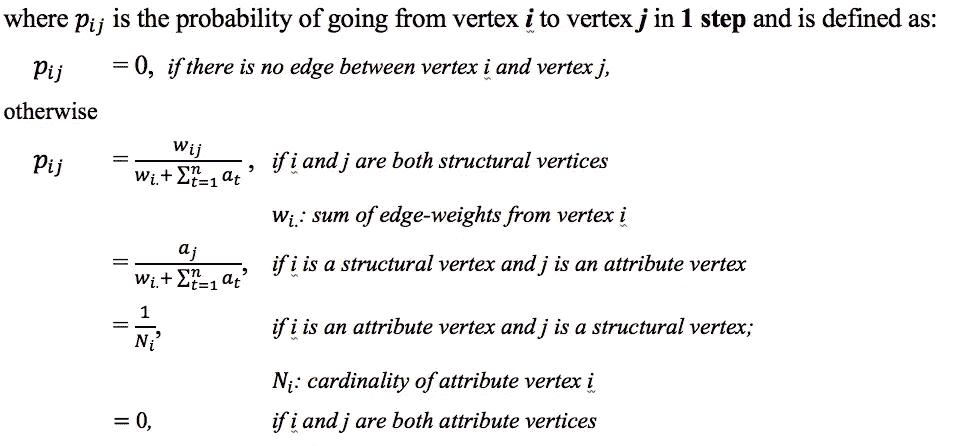 where p_{ij} is the probability of going from vertex i to vertex j in 1 step and is defined as:
p_{ij} = 0, if there is no edge between vertex i and vertex j,
otherwise
p_{ij} = \frac{w_{ij}}{w_{i.} + \sum_{t=1}^{n} a_t}, if i and j are both structural vertices
w_{i.}: sum of edge-weights from vertex i
= \frac{a_j}{w_{i.} + \sum_{t=1}^{n} a_t}, if i is a structural vertex and j is an attribute vertex
= \frac{1}{N_i}, if i is an attribute vertex and j is a structural vertex;
N_i: cardinality of attribute vertex i
= 0, if i and j are both attribute vertices